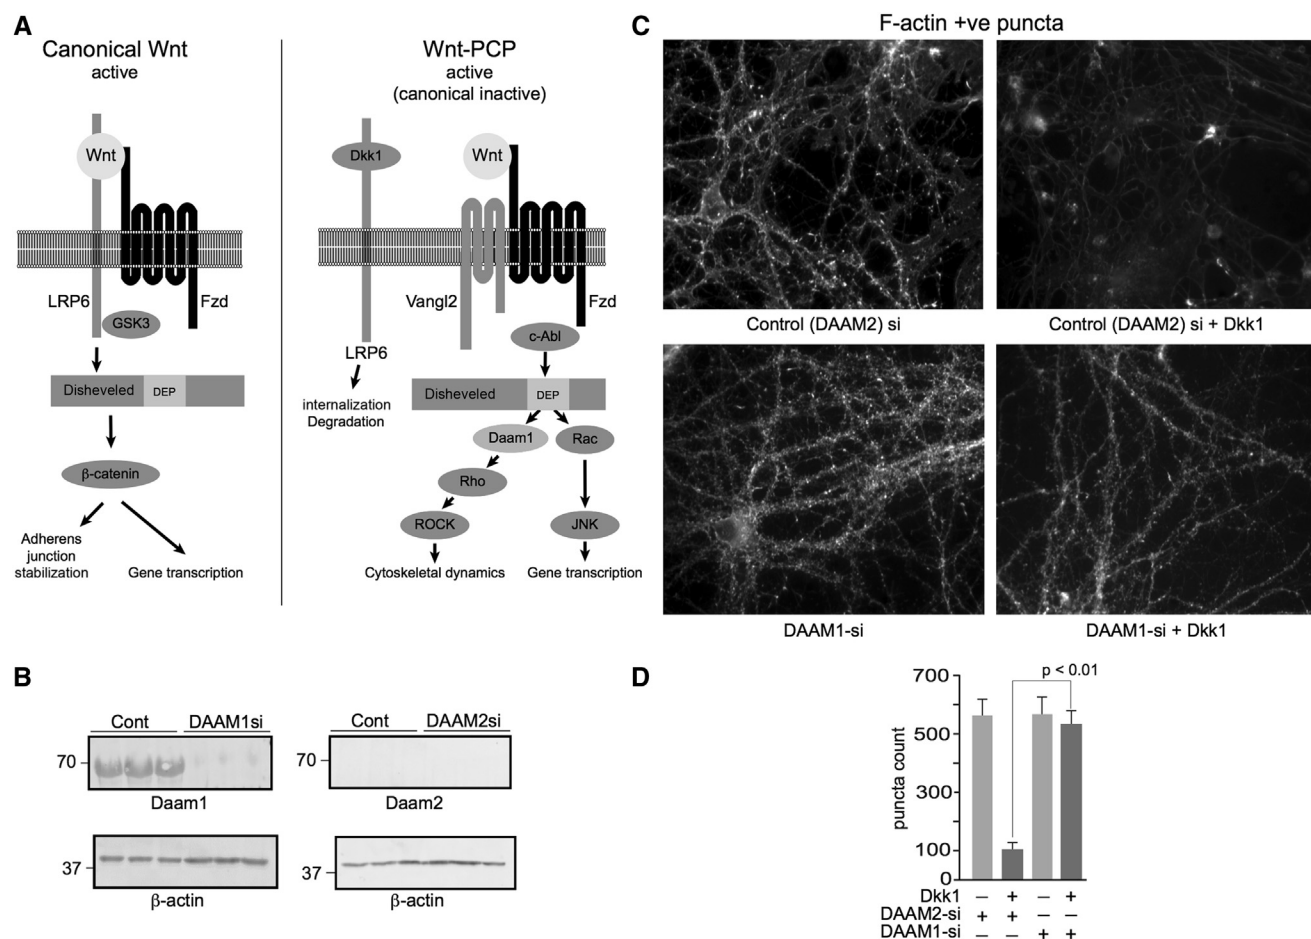 A
Canonical Wnt
active
Wnt
LRP6
Fzd
GSK3
Disheveled
DEP
β-catenin
Adherens
junction
stabilization
Gene transcription
Wnt-PCP
active
(canonical inactive)
Dkk1
Wnt
Vangl2
Fzd
LRP6
c-Abl
internalization
Degradation
Disheveled
DEP
Daam1
Rac
Rho
ROCK
JNK
Cytoskeletal dynamics
Gene transcription
B
Cont
DAAM1si
70
Daam1
37
β-actin
Cont
DAAM2si
70
Daam2
37
β-actin
C
F-actin +ve puncta
Control (DAAM2) si
Control (DAAM2) si + Dkk1
DAAM1-si
DAAM1-si + Dkk1
D
p < 0.01
puncta count
700
500
300
100
0
Dkk1 – + – +
DAAM2-si + + – –
DAAM1-si – – + +